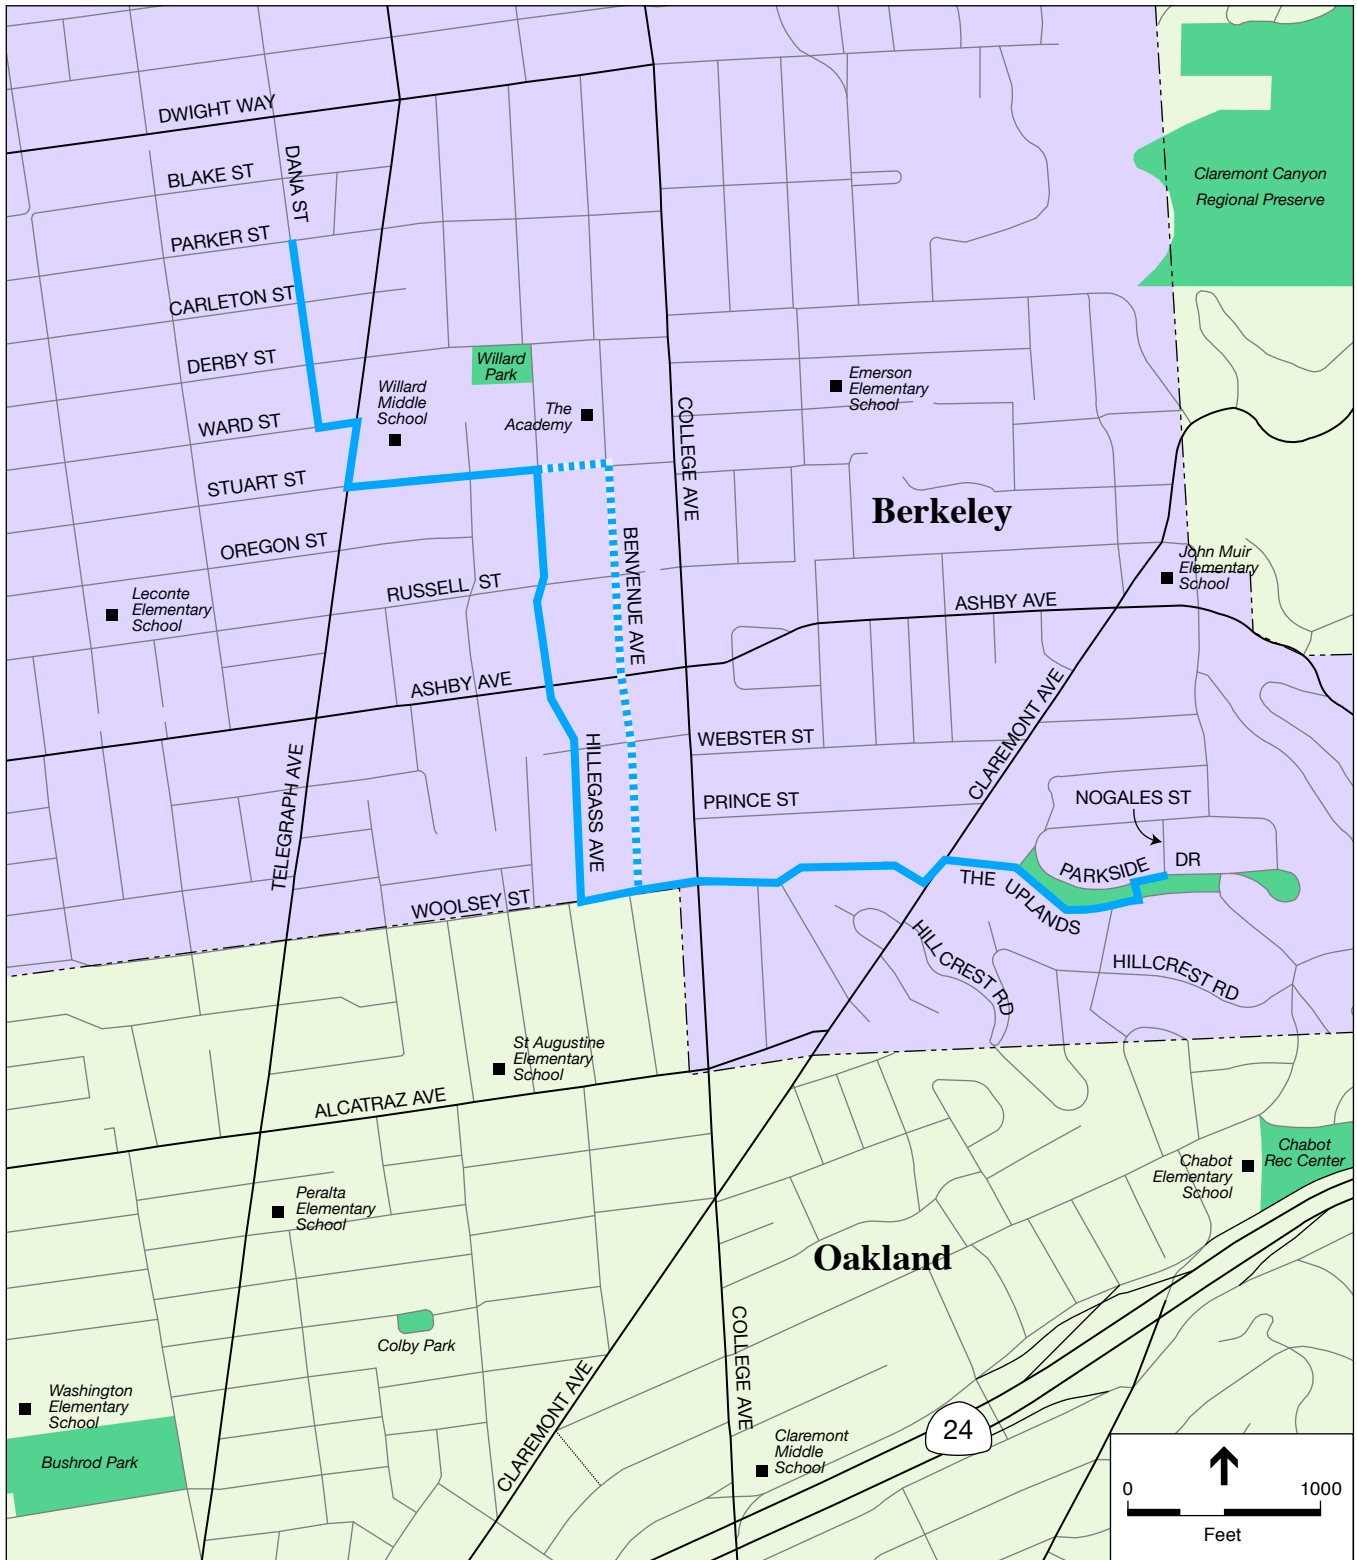 DWIGHT WAY
DANA ST
BLAKE ST
Claremont Canyon
Regional Preserve
PARKER ST
CARLETON ST
DERBY ST
Willard
Park
Willard
Middle
School
The
Academy
Emerson
Elementary
School
COLLEGE AVE
WARD ST
STUART ST
Berkeley
OREGON ST
BENVENUE AVE
John Muir
Elementary
School
RUSSELL ST
Leconte
Elementary
School
ASHBY AVE
ASHBY AVE
CLAREMONT AVE
WEBSTER ST
HILLEGASS AVE
TELEGRAPH AVE
PRINCE ST
NOGALES ST
PARKSIDE
DR
THE UPLANDS
WOOLSEY ST
HILLCREST RD
HILLCREST RD
St Augustine
Elementary
School
ALCATRAZ AVE
Chabot
Rec Center
Chabot
Elementary
School
Peralta
Elementary
School
Oakland
Colby Park
COLLEGE AVE
CLAREMONT AVE
Washington
Elementary
School
Bushrod Park
24
Claremont
Middle
School
0
1000
Feet